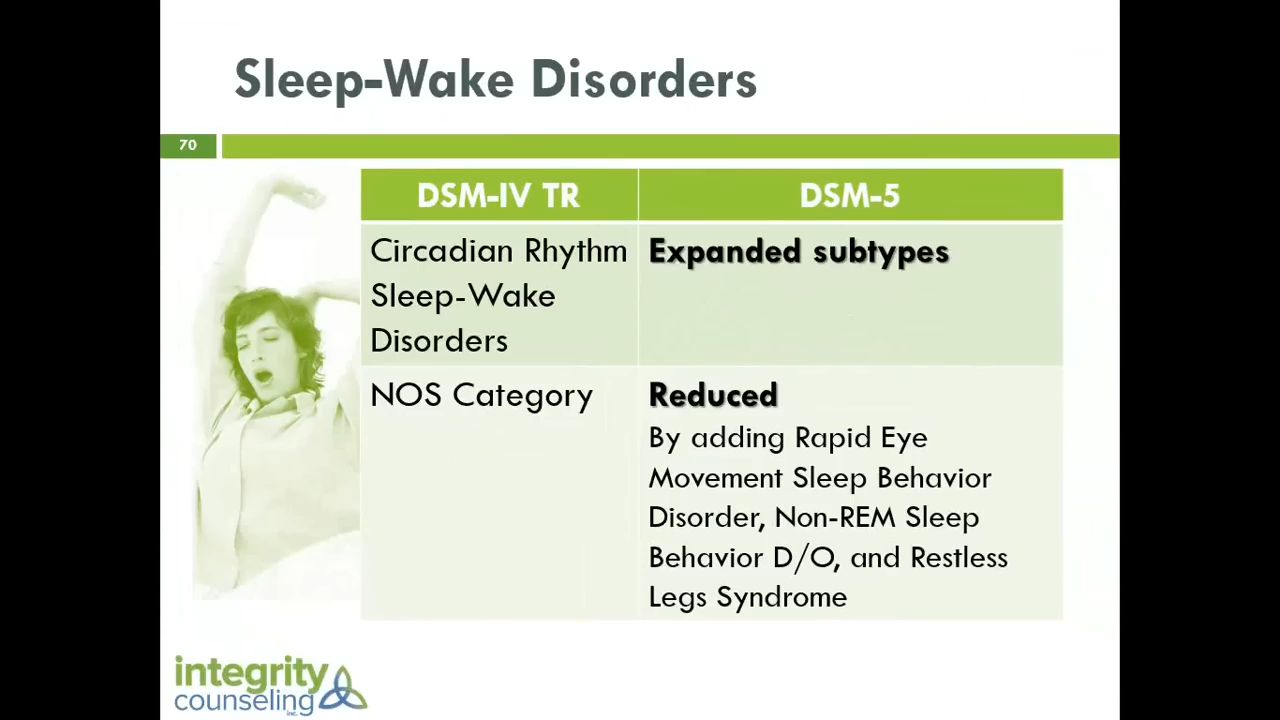 Sleep-Wake Disorders
70
DSM-IV TR
DSM-5
Circadian Rhythm
Sleep-Wake
Disorders
Expanded subtypes
NOS Category
Reduced
By adding Rapid Eye
Movement Sleep Behavior
Disorder, Non-REM Sleep
Behavior D/O, and Restless
Legs Syndrome
integrity
counseling
inc.